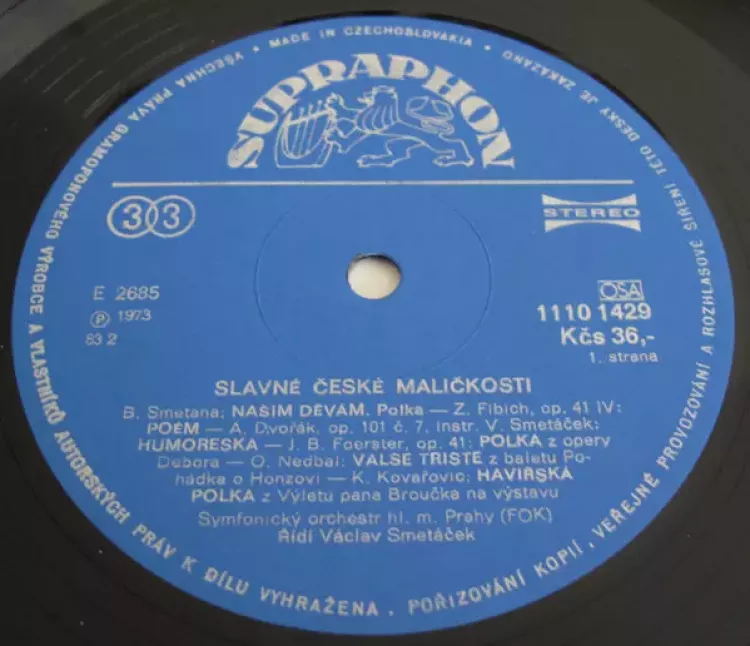 SUPRAPHON
33
STEREO
E 2685
Ⓟ 1973
83 2
OSA
1110 1429
Kčs 36,-
1. strana
SLAVNÉ ČESKÉ MALIČKOSTI
B. Smetana: NAŠIM DĚVÁM. Polka — Z. Fibich, op. 41 IV:
POEM — A. Dvořák, op. 101 č. 7, instr. V. Smetáček:
HUMORESKA — J. B. Foerster, op. 41: POLKA z opery
Debora — O. Nedbal: VALSE TRISTE z baletu Po-
hádka o Honzovi — K. Kovařovic: HAVÍŘSKÁ
POLKA z Výletu pana Broučka na výstavu
Symfonický orchestr hl. m. Prahy (FOK)
Řídí Václav Smetáček
VŠECHNA PRÁVA GRAMOFONOVÉHO VÝROBCE A VLASTNÍKŮ AUTORSKÝCH PRÁV K DÍLU VYHRAŽENA . POŘIZOVÁNÍ KOPIÍ , VEŘEJNÉ PROVOZOVÁNÍ A ROZHLASOVÉ ŠÍŘENÍ TÉTO DESKY JE ZAKÁZÁNO • MADE IN CZECHOSLOVAKIA •